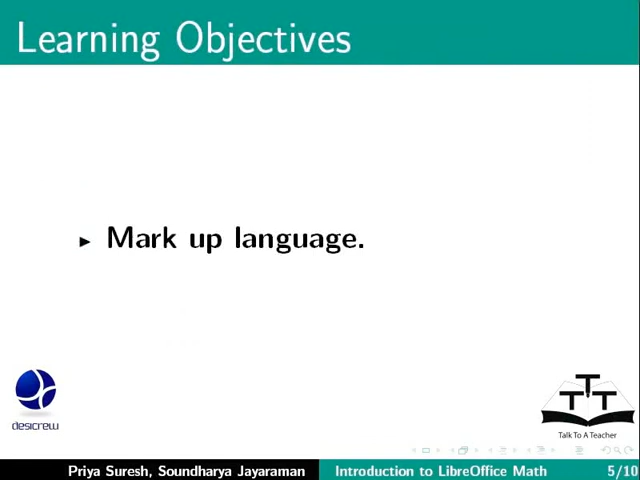 Learning Objectives
▶ Mark up language.
desicrew
T T T
Talk To A Teacher
Priya Suresh, Soundharya Jayaraman Introduction to LibreOffice Math 5/10